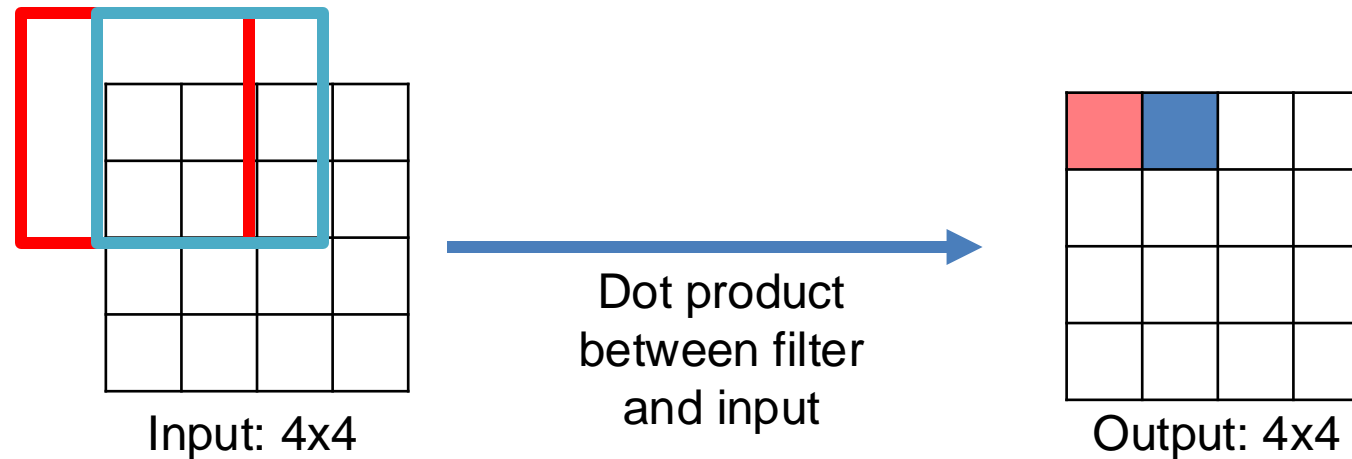 Dot product
between filter
and input
Input: 4x4
Output: 4x4